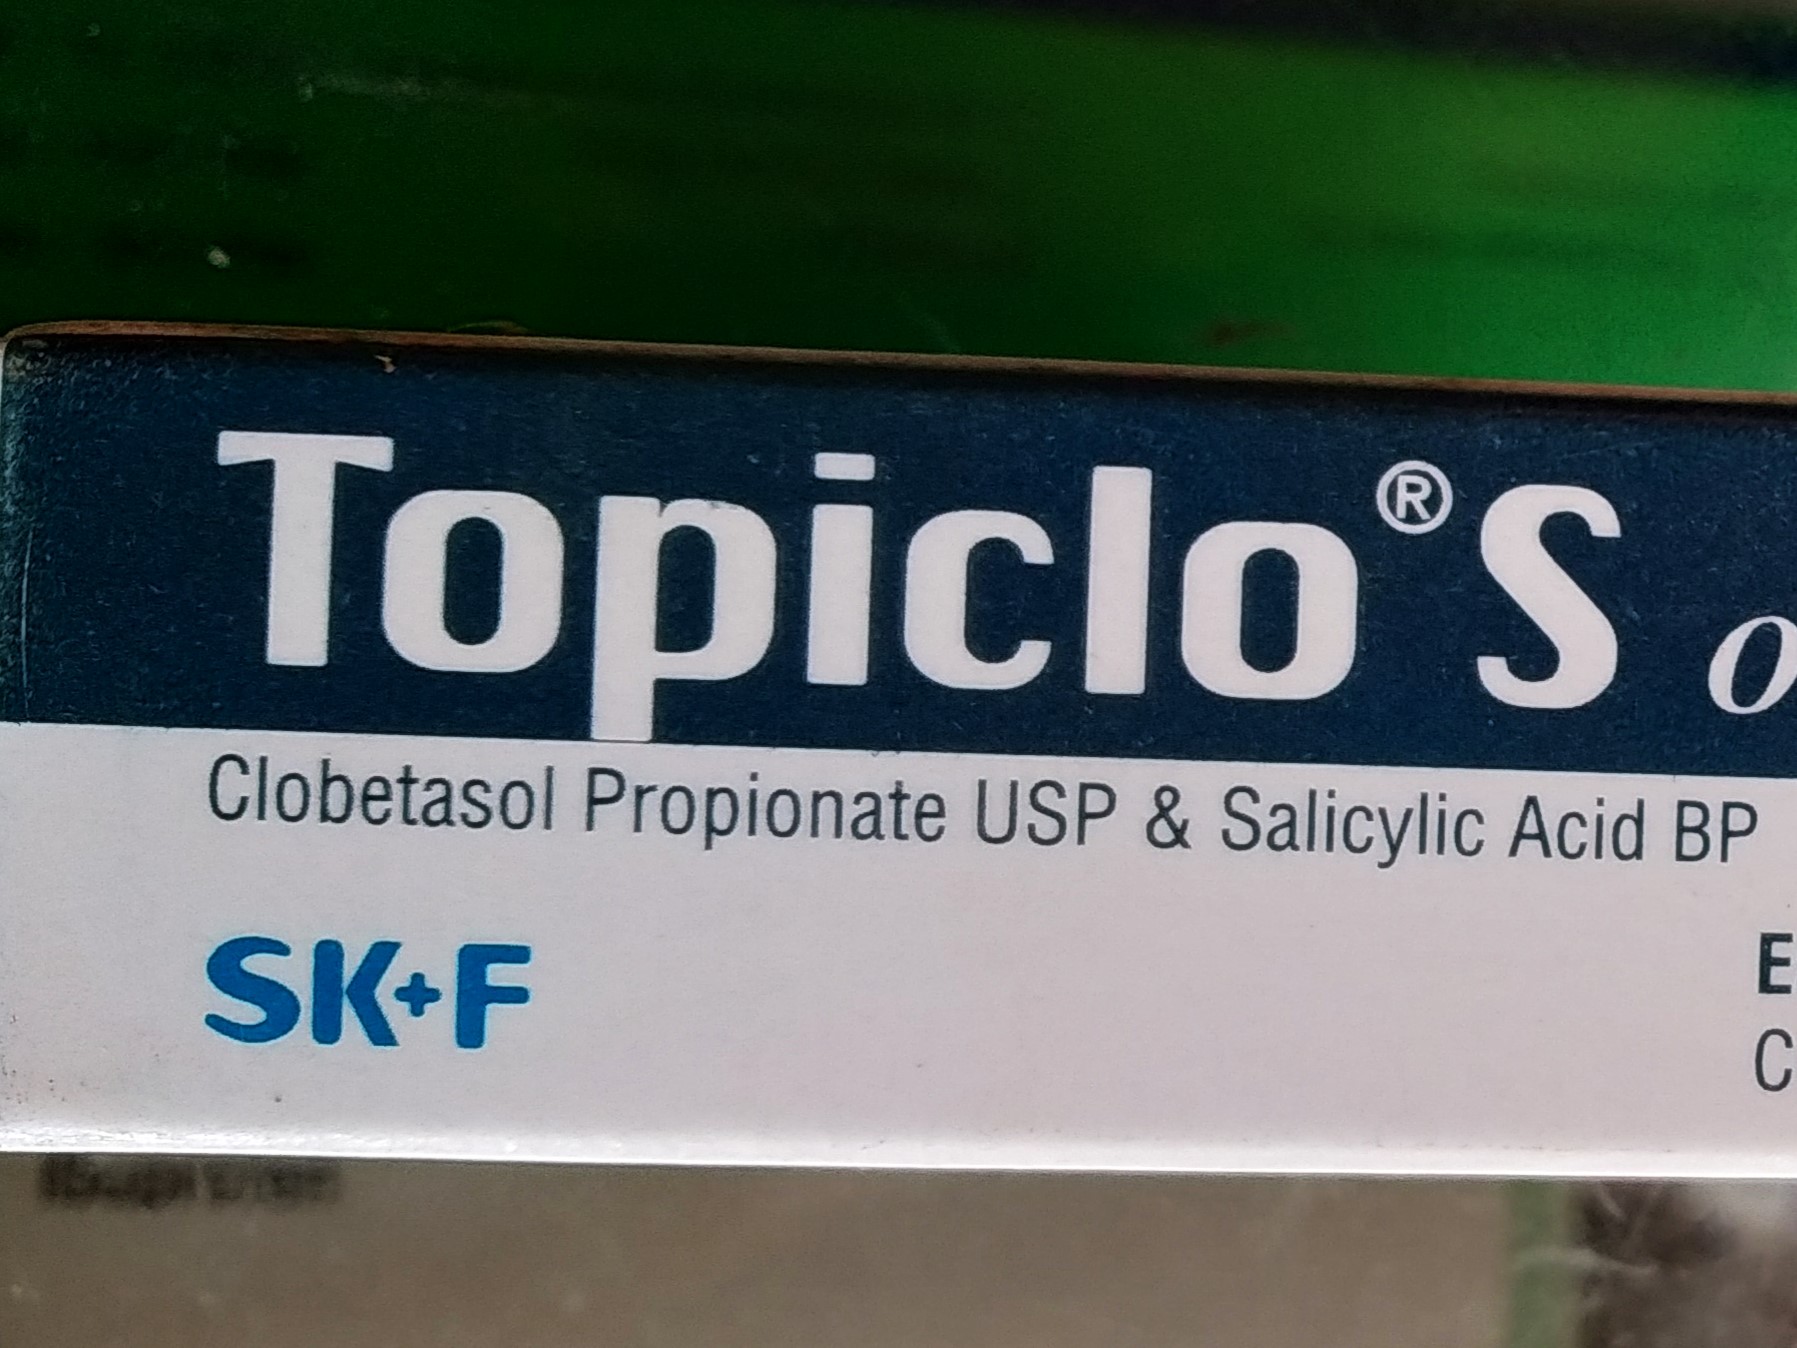 Topiclo® S o
Clobetasol Propionate USP & Salicylic Acid BP
SK+F
E
C